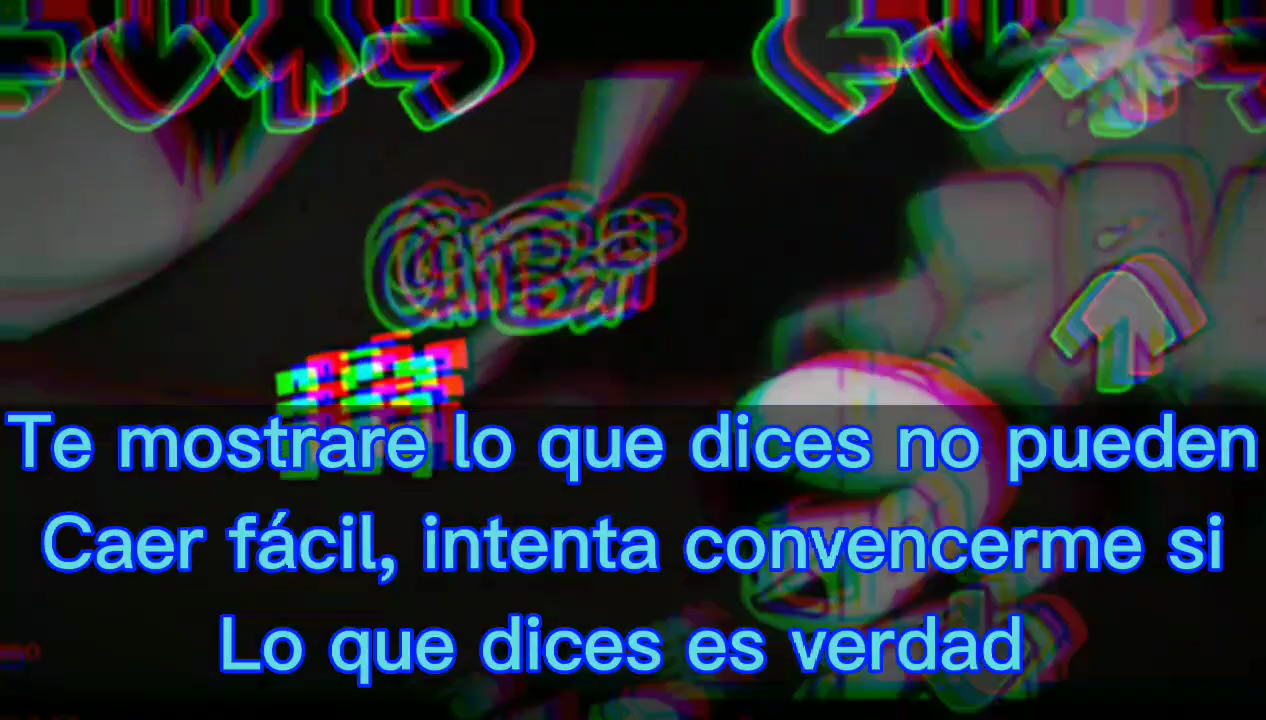 Te mostrare lo que dices no pueden
Caer fácil, intenta convencerme si
Lo que dices es verdad